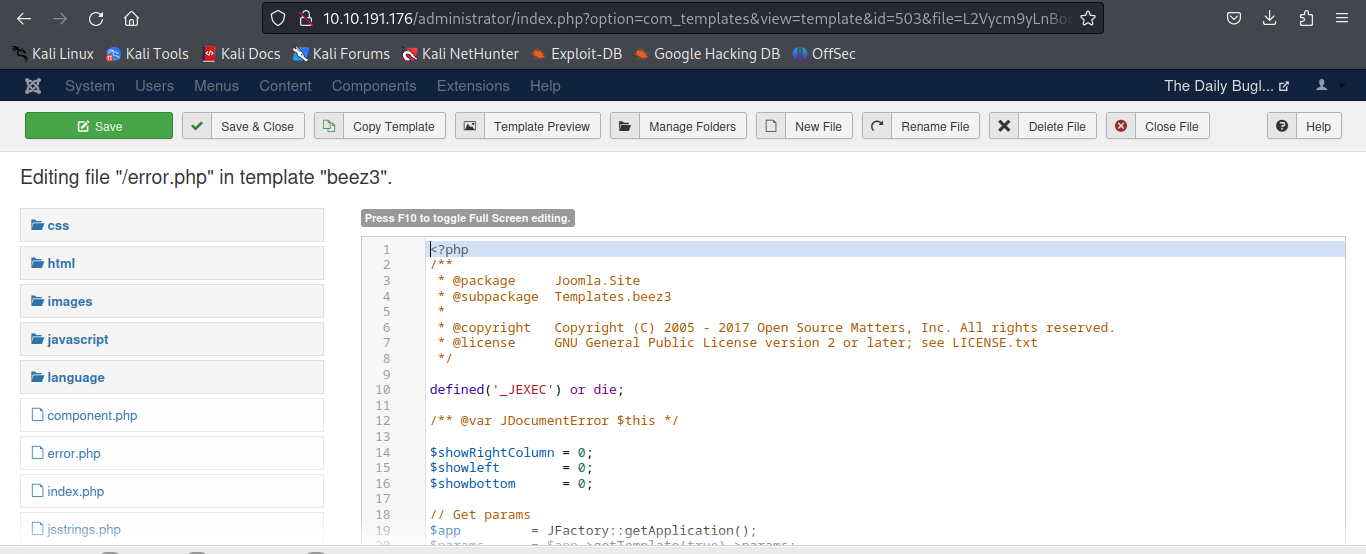 10.10.191.176/administrator/index.php?option=com_templates&view=template&id=503&file=L2Vycm9yLnBo
Kali Linux Kali Tools Kali Docs Kali Forums Kali NetHunter Exploit-DB Google Hacking DB OffSec
System Users Menus Content Components Extensions Help The Daily Bugl...
Save Save & Close Copy Template Template Preview Manage Folders New File Rename File Delete File Close File Help
Editing file "/error.php" in template "beez3".
css
html
images
javascript
language
component.php
error.php
index.php
jsstrings.php
Press F10 to toggle Full Screen editing.
1 <?php
2 /**
3 * @package Joomla.Site
4 * @subpackage Templates.beez3
5 *
6 * @copyright Copyright (C) 2005 - 2017 Open Source Matters, Inc. All rights reserved.
7 * @license GNU General Public License version 2 or later; see LICENSE.txt
8 */
9
10 defined('_JEXEC') or die;
11
12 /** @var JDocumentError $this */
13
14 $showRightColumn = 0;
15 $showleft = 0;
16 $showbottom = 0;
17
18 // Get params
19 $app = JFactory::getApplication();
20 $params = $app->getTemplate(true)->params;